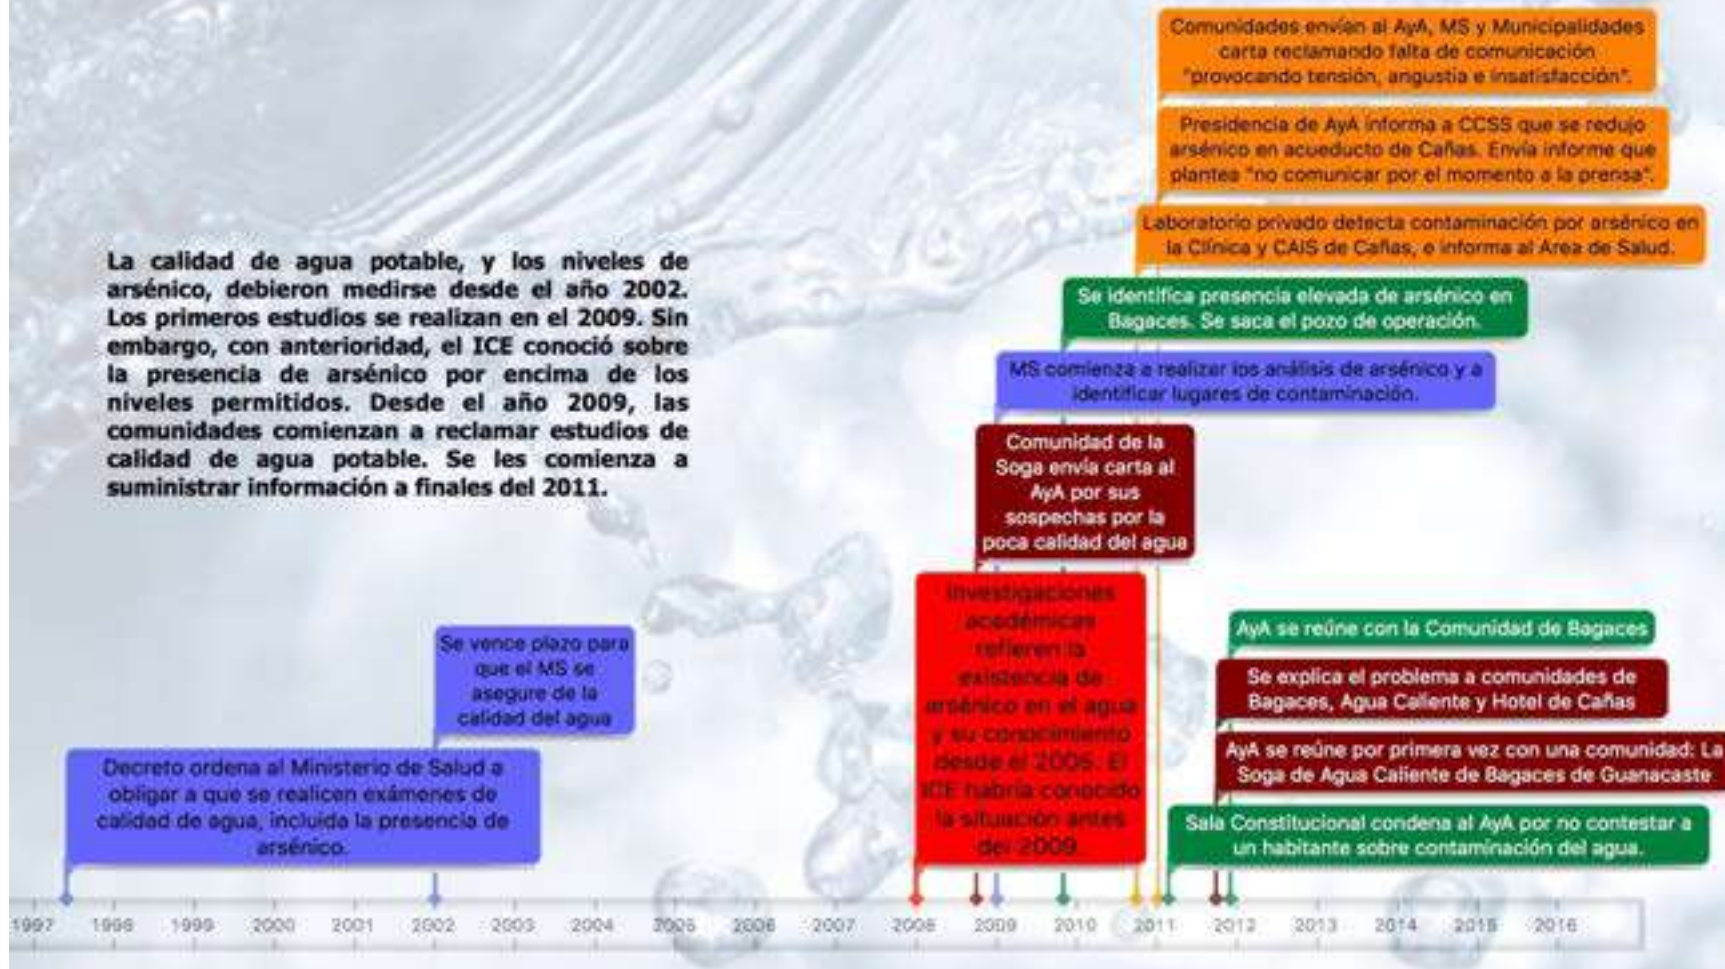 Comunidades envían al AyA, MS y Municipalidades
carta reclamando falta de comunicación
"provocando tensión, angustia e insatisfacción".
Presidencia de AyA informa a CCSS que se redujo
arsénico en acueducto de Cañas. Envía informe que
plantea "no comunicar por el momento a la prensa".
Laboratorio privado detecta contaminación por arsénico en
la Clínica y CAIS de Cañas, e informa al Area de Salud.
Se identifica presencia elevada de arsénico en
Bagaces. Se saca el pozo de operación.
MS comienza a realizar los análisis de arsénico y a
identificar lugares de contaminación.
La calidad de agua potable, y los niveles de
arsénico, debieron medirse desde el año 2002.
Los primeros estudios se realizan en el 2009. Sin
embargo, con anterioridad, el ICE conoció sobre
la presencia de arsénico por encima de los
niveles permitidos. Desde el año 2009, las
comunidades comienzan a reclamar estudios de
calidad de agua potable. Se les comienza a
suministrar información a finales del 2011.
Comunidad de la
Soga envía carta al
AyA por sus
sospechas por la
poca calidad del agua
Investigaciones
académicas
refieren la
existencia de
arsénico en el agua
y su conocimiento
desde el
El
ICE habría conocido
la situación antes
del 2009.
Se vence plazo para
que el MS se
asegure de la
calidad del agua
Decreto ordena al Ministerio de Salud a
obligar a que se realicen exámenes de
calidad de agua, incluida la presencia de
arsénico.
AyA se reúne con la Comunidad de Bagaces
Se explica el problema a comunidades de
Bagaces, Agua Caliente y Hotel de Cañas
AyA se reúne por primera vez con una comunidad: La
Soga de Agua Caliente de Bagaces de Guanacaste
Sala Constitucional condena al AyA por no contestar a
un habitante sobre contaminación del agua.
1997 1998 1999 2000 2001 2002 2003 2004 2005 2006 2007 2008 2009 2010 2011 2012 2013 2014 2015 2016